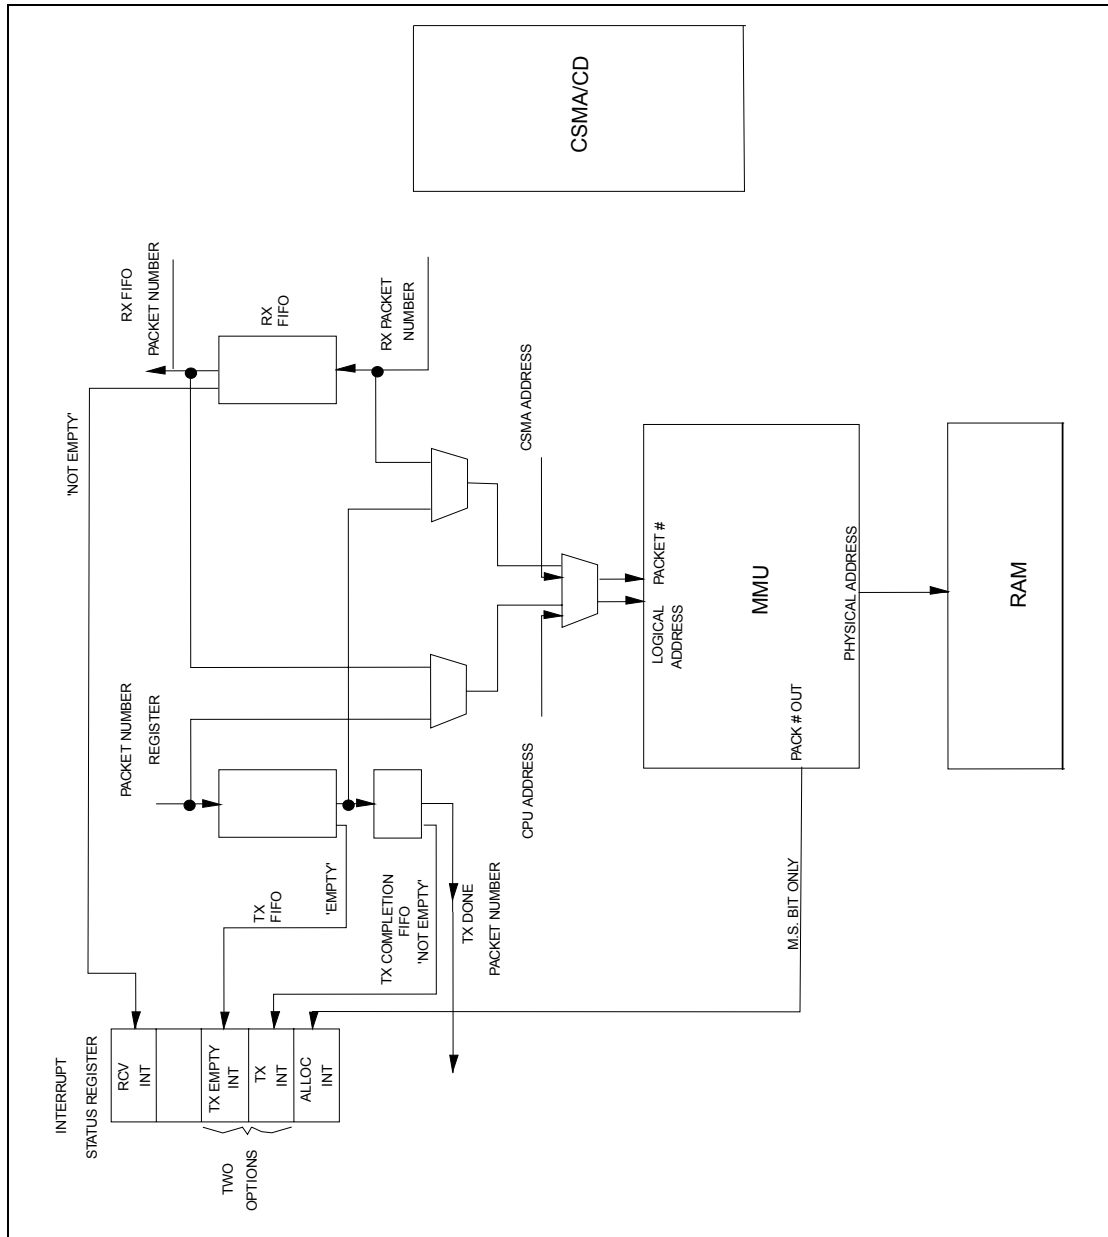 INTERRUPT
STATUS REGISTER
RCV
INT
TX EMPTY
INT
TX
INT
ALLOC
INT
TWO
OPTIONS
'NOT EMPTY'
PACKET NUMBER
REGISTER
TX
FIFO
'EMPTY'
TX COMPLETION
FIFO
'NOT EMPTY'
TX DONE
PACKET NUMBER
RX FIFO
PACKET NUMBER
RX
FIFO
RX PACKET
NUMBER
CSMA/CD
CPU ADDRESS
CSMA ADDRESS
LOGICAL
ADDRESS
PACKET #
MMU
PACK # OUT
PHYSICAL ADDRESS
M.S. BIT ONLY
RAM